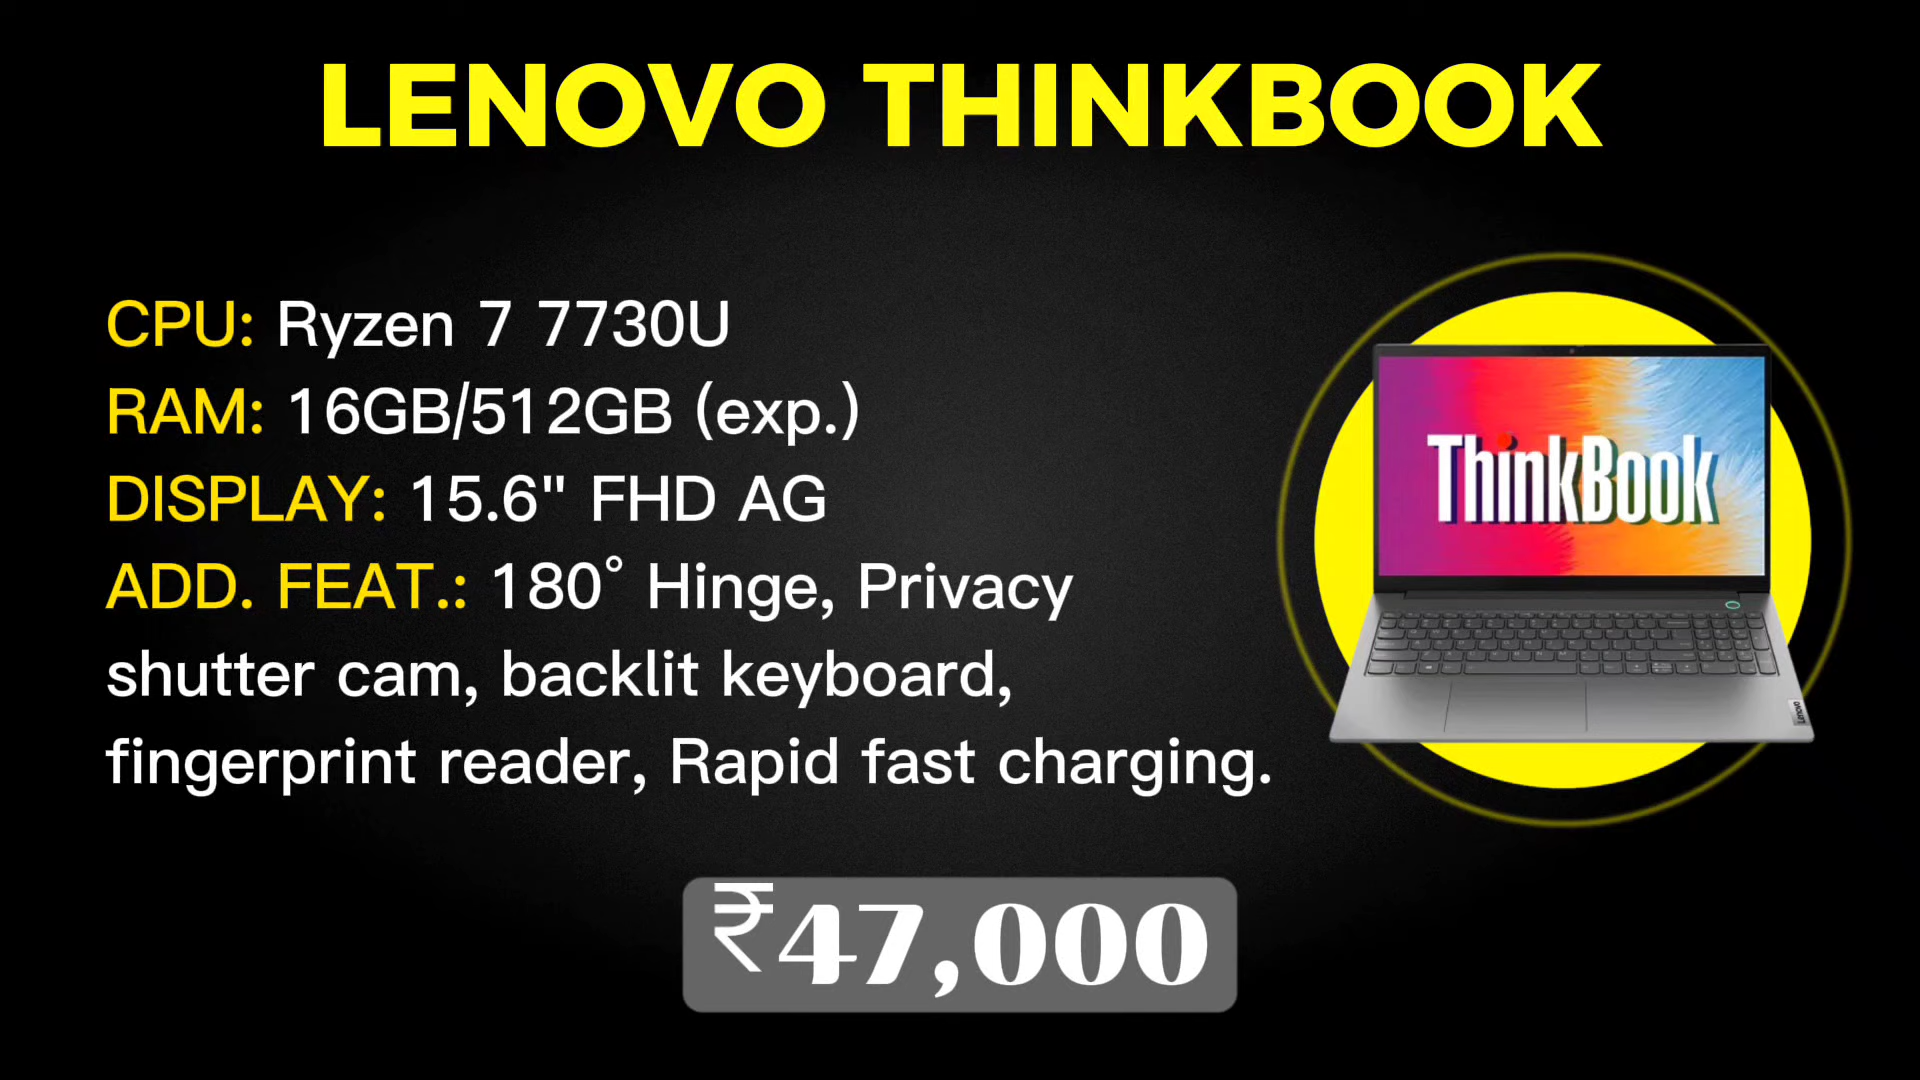 LENOVO THINKBOOK
CPU: Ryzen 7 7730U
RAM: 16GB/512GB (exp.)
DISPLAY: 15.6" FHD AG
ADD. FEAT.: 180° Hinge, Privacy
shutter cam, backlit keyboard,
fingerprint reader, Rapid fast charging.
ThinkBook
Lenovo
₹47,000